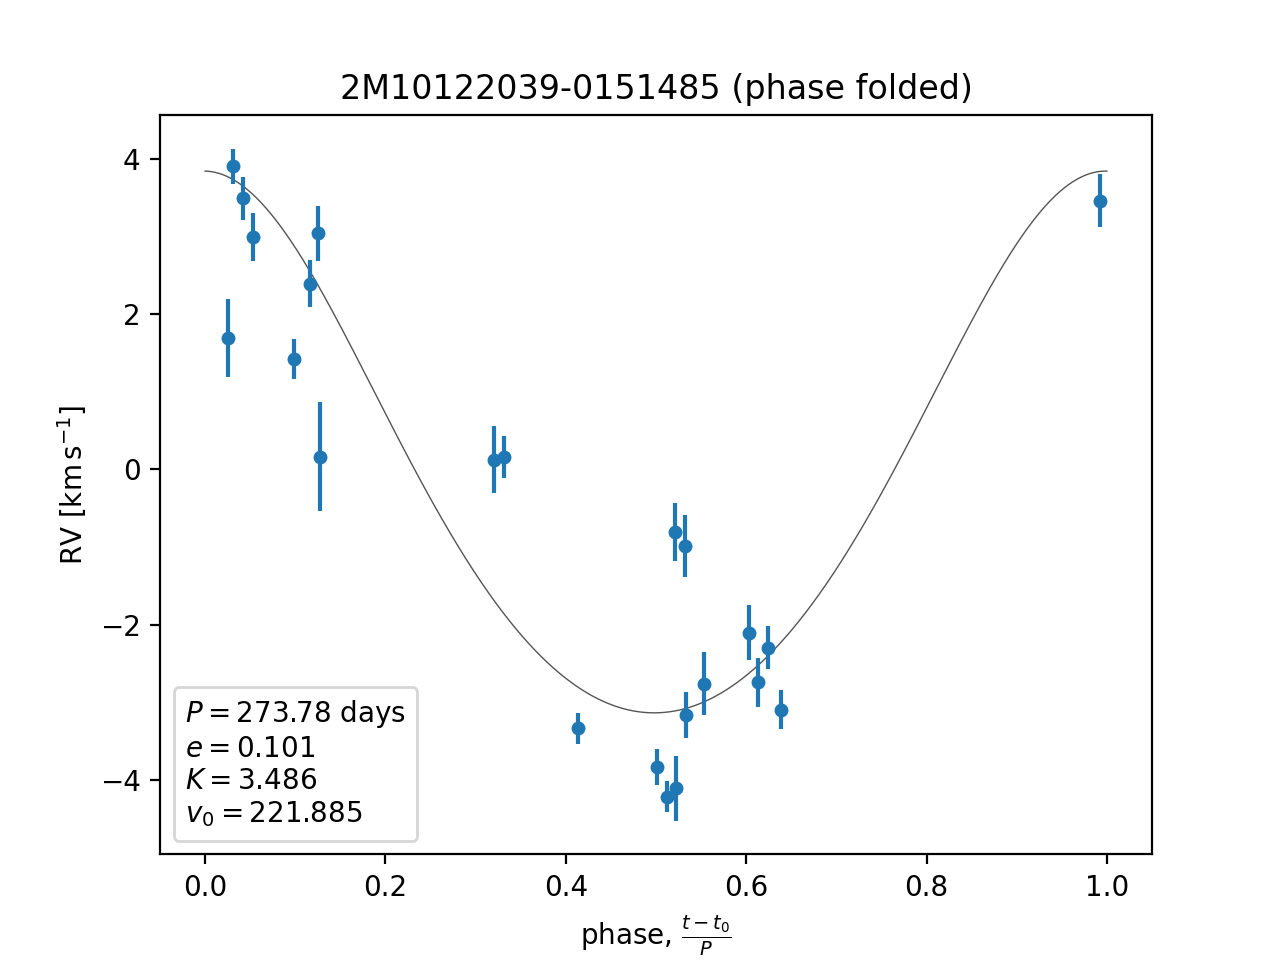 2M10122039-0151485 (phase folded)
RV [km s⁻¹]
4
2
0
−2
−4
P = 273.78 days
e = 0.101
K = 3.486
v₀ = 221.885
0.0 0.2 0.4 0.6 0.8 1.0
phase, (t − t₀)/P